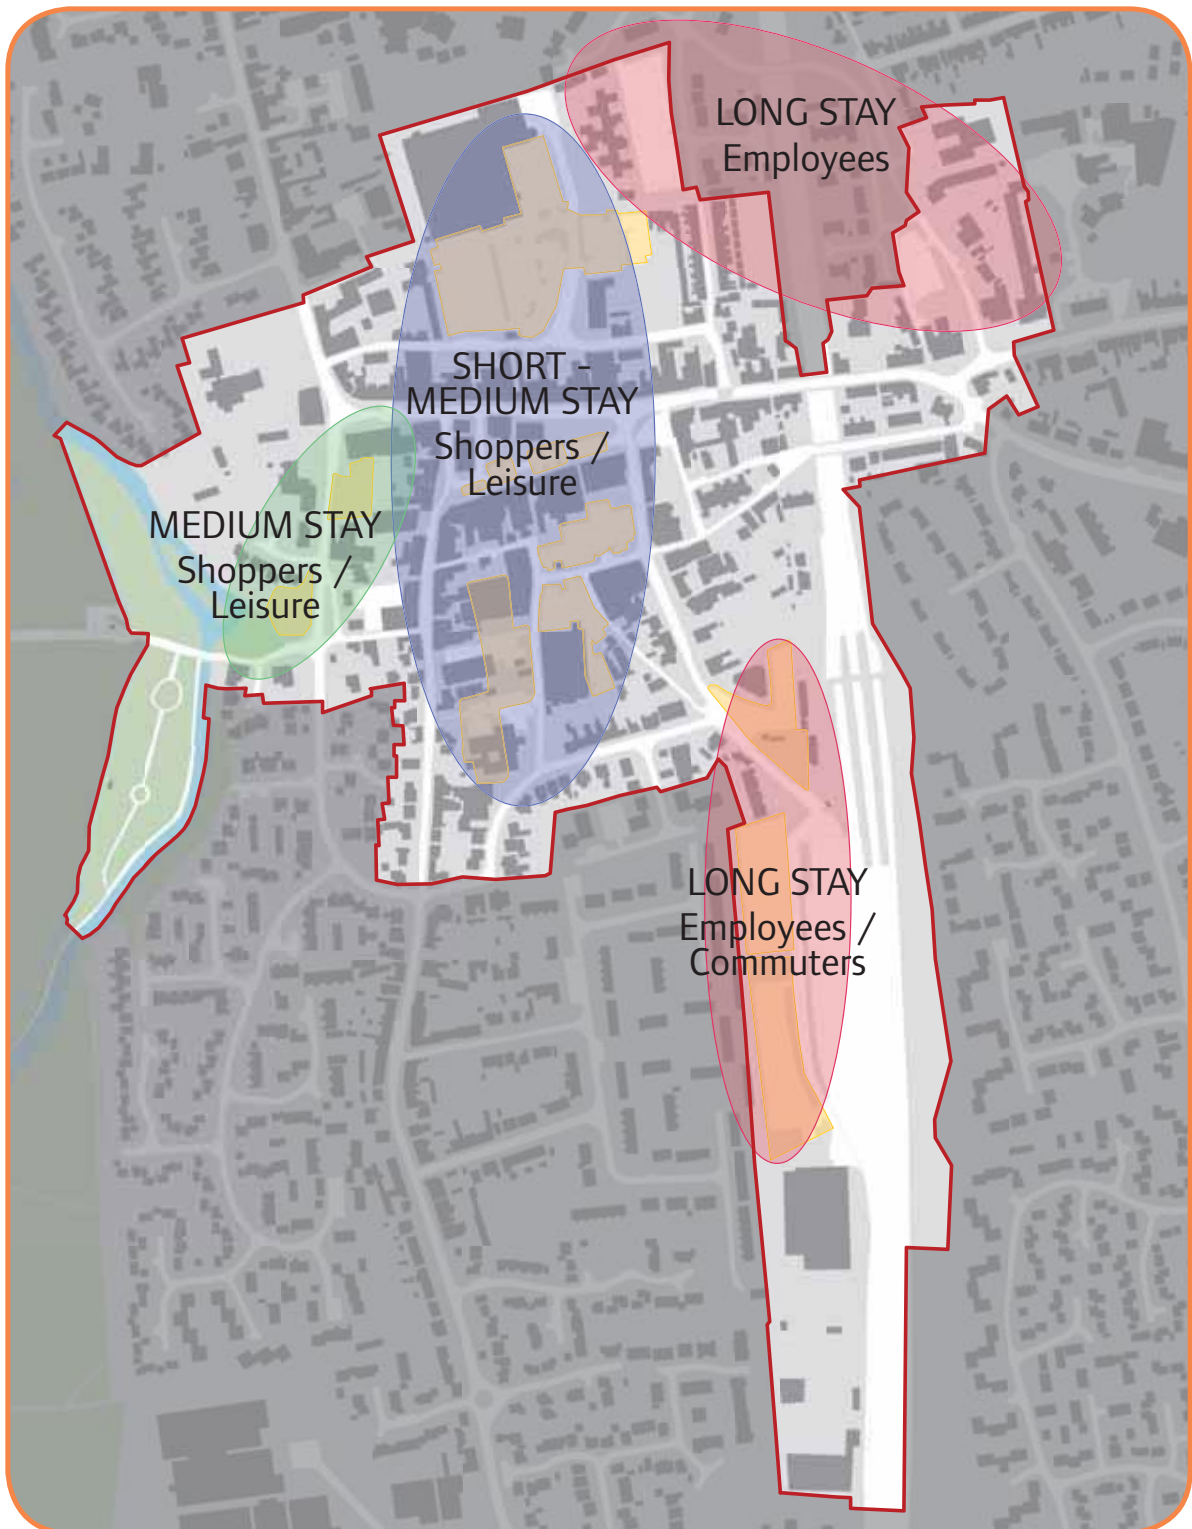 LONG STAY
Employees
SHORT -
MEDIUM STAY
Shoppers /
Leisure
MEDIUM STAY
Shoppers /
Leisure
LONG STAY
Employees /
Commuters